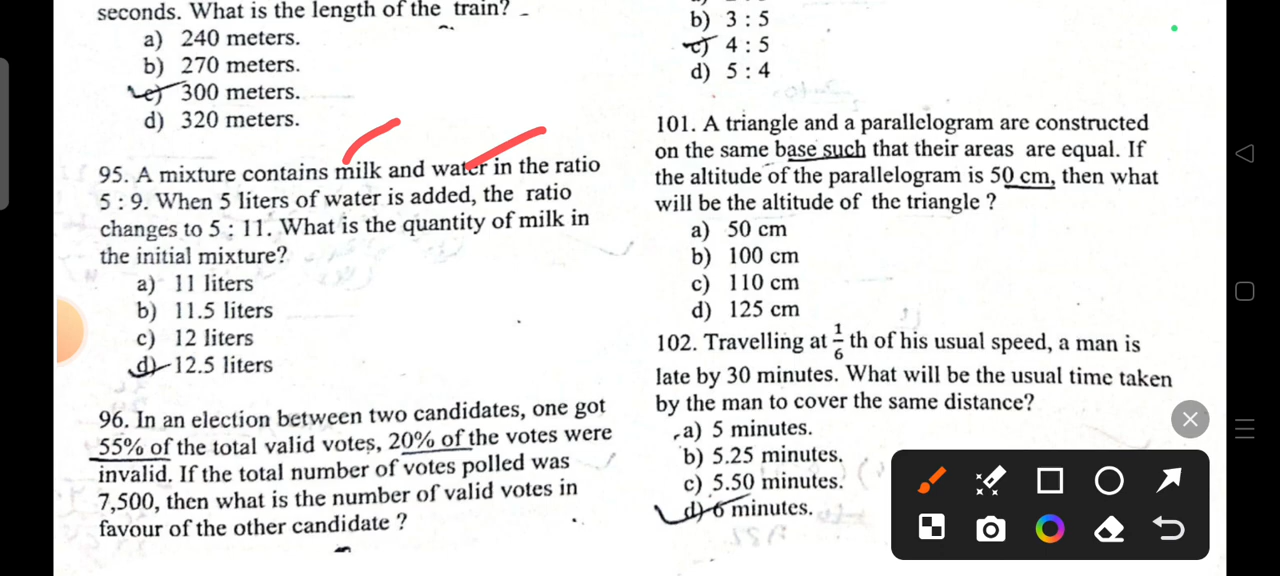 seconds. What is the length of the train?
a) 240 meters.
b) 270 meters.
c) 300 meters.
d) 320 meters.
95. A mixture contains milk and water in the ratio
5 : 9. When 5 liters of water is added, the ratio
changes to 5 : 11. What is the quantity of milk in
the initial mixture?
a) 11 liters
b) 11.5 liters
c) 12 liters
d) 12.5 liters
96. In an election between two candidates, one got
55% of the total valid votes, 20% of the votes were
invalid. If the total number of votes polled was
7,500, then what is the number of valid votes in
favour of the other candidate ?
b) 3 : 5
c) 4 : 5
d) 5 : 4
101. A triangle and a parallelogram are constructed
on the same base such that their areas are equal. If
the altitude of the parallelogram is 50 cm, then what
will be the altitude of the triangle ?
a) 50 cm
b) 100 cm
c) 110 cm
d) 125 cm
102. Travelling at 1/6 th of his usual speed, a man is
late by 30 minutes. What will be the usual time taken
by the man to cover the same distance?
a) 5 minutes.
b) 5.25 minutes.
c) 5.50 minutes.
d) 6 minutes.